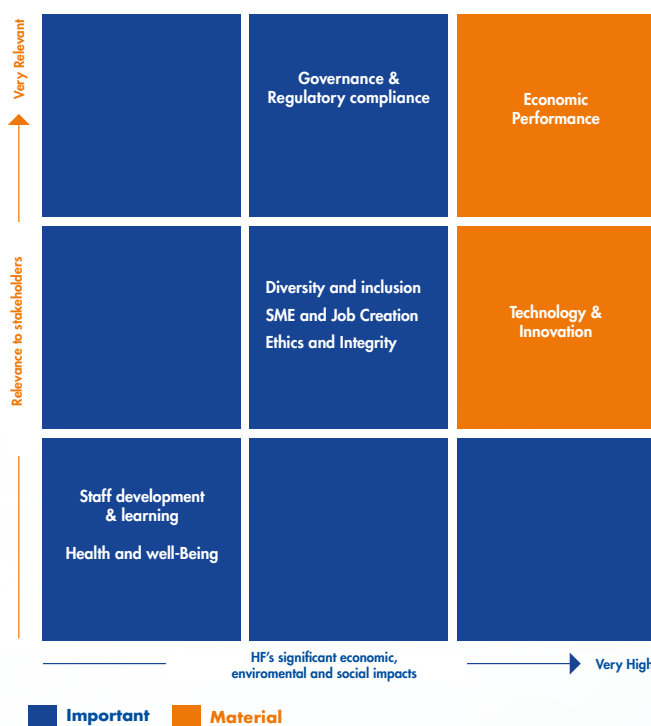 Very Relevant
Relevance to stakeholders
Governance &
Regulatory compliance
Economic
Performance
Diversity and inclusion
SME and Job Creation
Ethics and Integrity
Technology &
Innovation
Staff development
& learning
Health and well-Being
HF's significant economic,
enviromental and social impacts
Very High
Important
Material